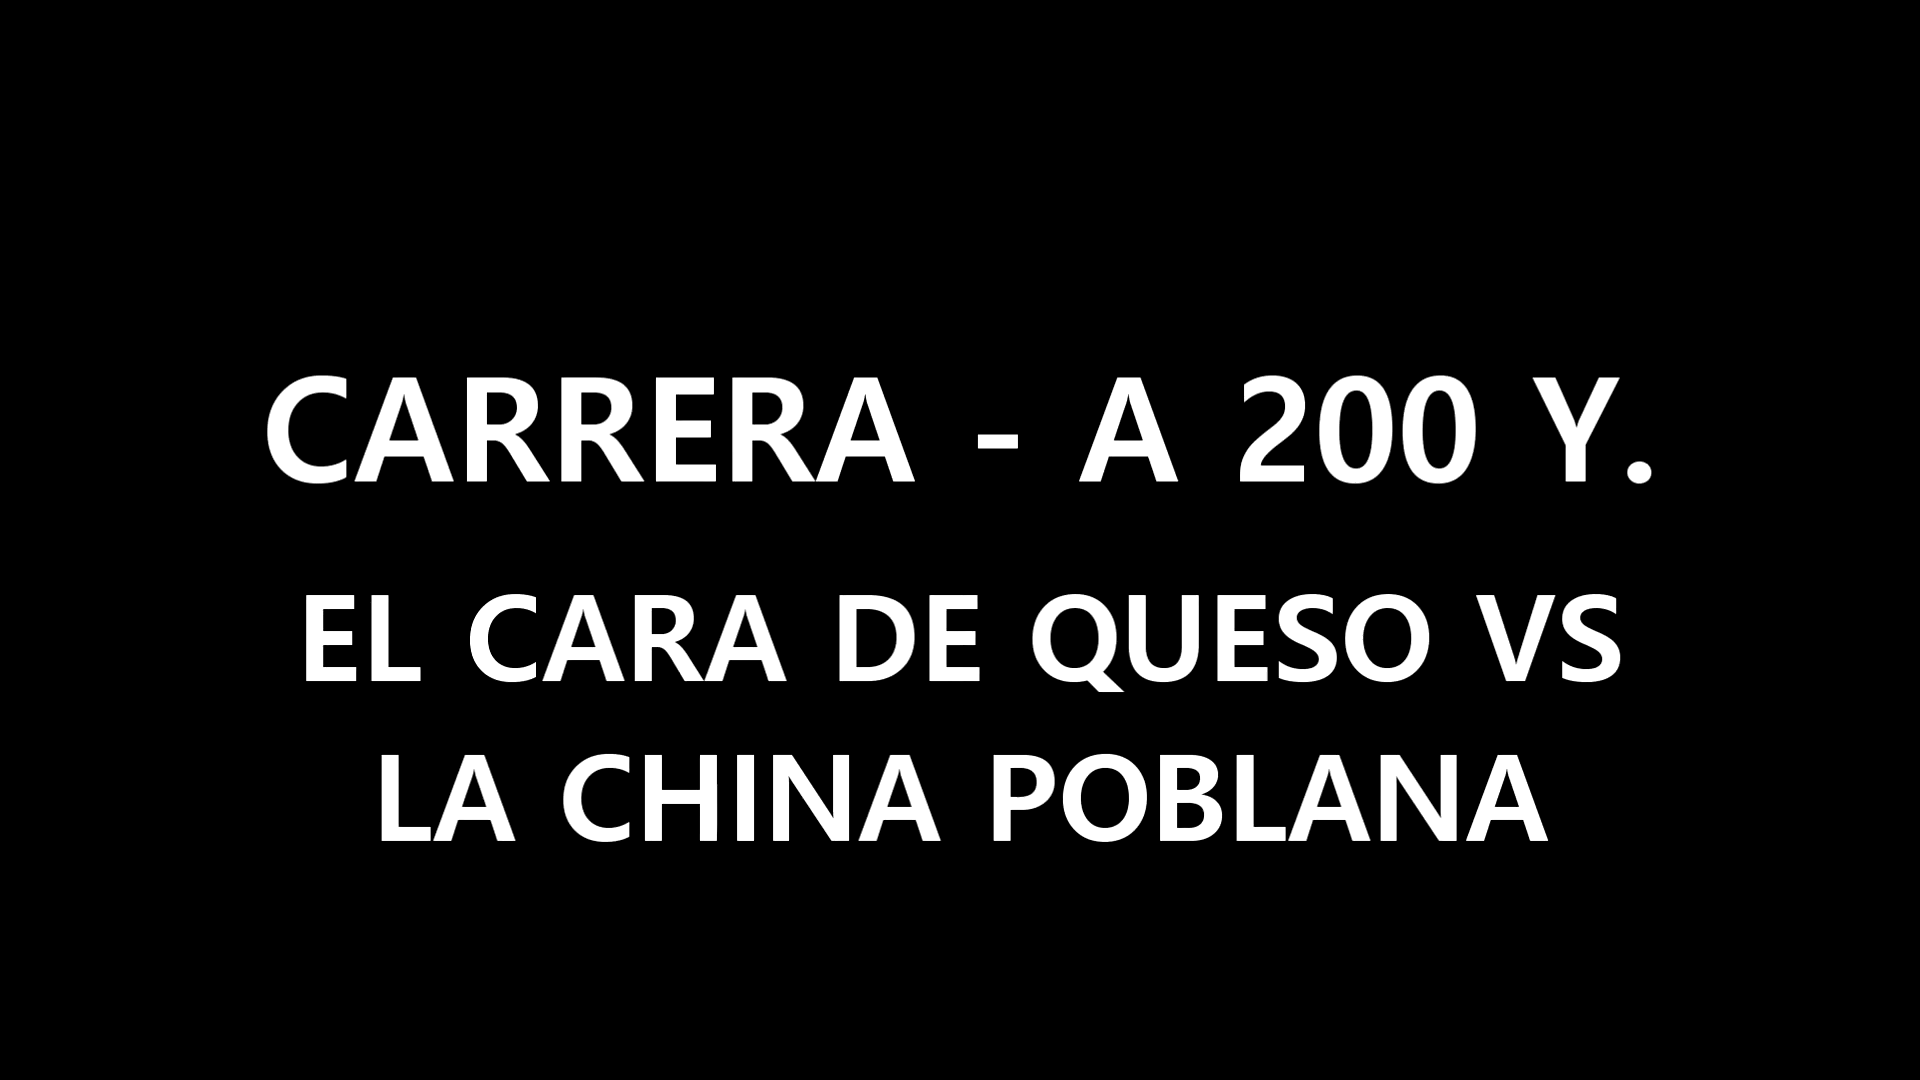 CARRERA - A 200 Y.
EL CARA DE QUESO VS
LA CHINA POBLANA